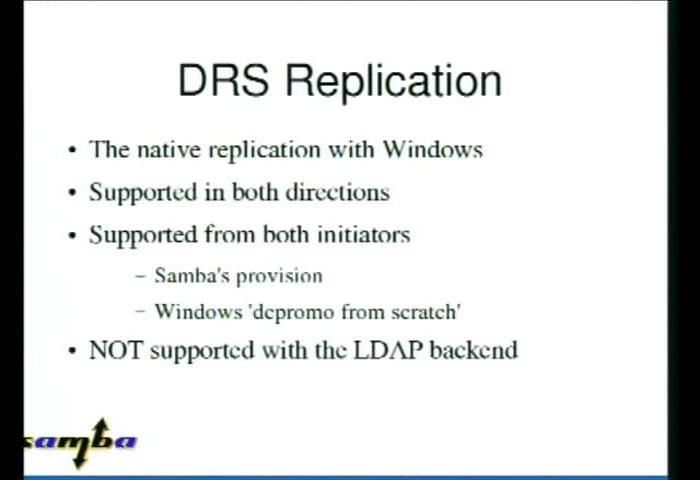 DRS Replication
• The native replication with Windows
• Supported in both directions
• Supported from both initiators
– Samba's provision
– Windows 'dcpromo from scratch'
• NOT supported with the LDAP backend
samba